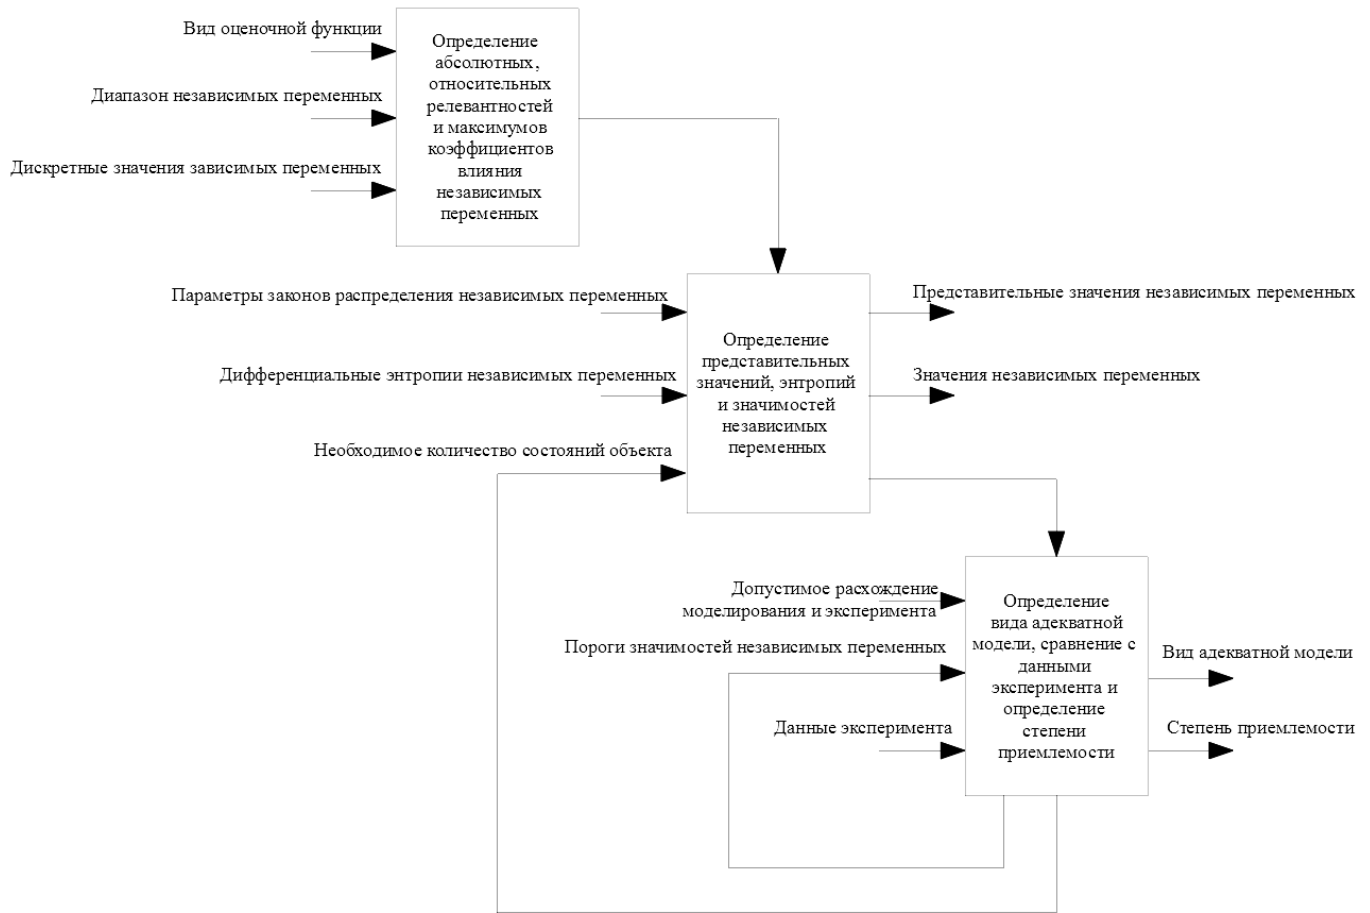 Вид оценочной функции
Диапазон независимых переменных
Дискретные значения зависимых переменных
Определение
абсолютных,
относительных
релевантностей
и максимумов
коэффициентов
влияния
независимых
переменных
Параметры законов распределения независимых переменных
Дифференциальные энтропии независимых переменных
Необходимое количество состояний объекта
Определение
представительных
значений, энтропий
и значимостей
независимых
переменных
Представительные значения независимых переменных
Значения независимых переменных
Допустимое расхождение
моделирования и эксперимента
Пороги значимостей независимых переменных
Данные эксперимента
Определение
вида адекватной
модели, сравнение с
данными
эксперимента и
определение
степени
приемлемости
Вид адекватной модели
Степень приемлемости